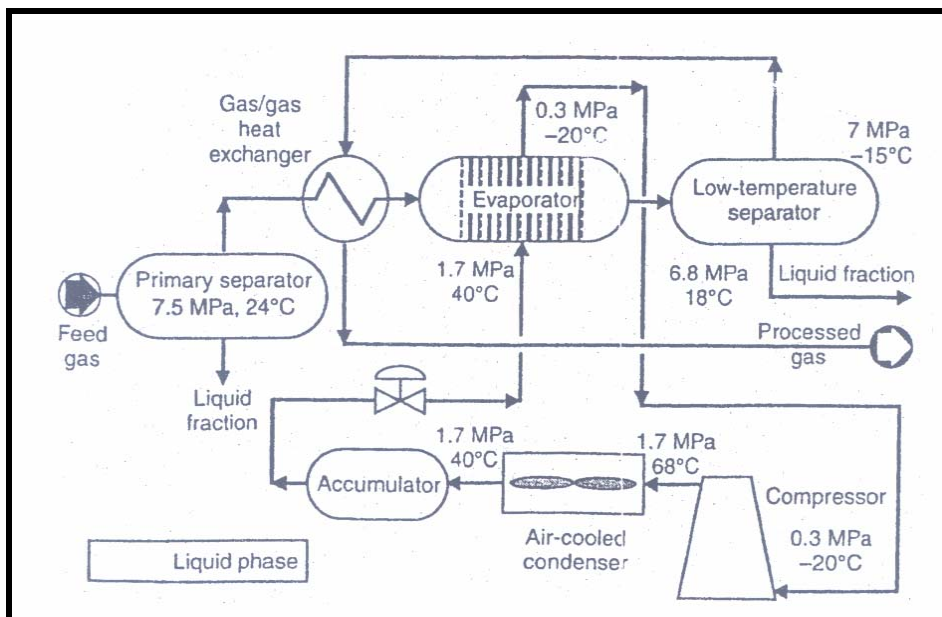 Gas/gas
heat
exchanger
0.3 MPa
–20°C
7 MPa
–15°C
Evaporator
Low-temperature
separator
Primary separator
7.5 MPa, 24°C
1.7 MPa
40°C
6.8 MPa
18°C
Liquid fraction
Feed
gas
Processed
gas
Liquid
fraction
1.7 MPa
40°C
1.7 MPa
68°C
Accumulator
Compressor
Air-cooled
condenser
0.3 MPa
–20°C
Liquid phase